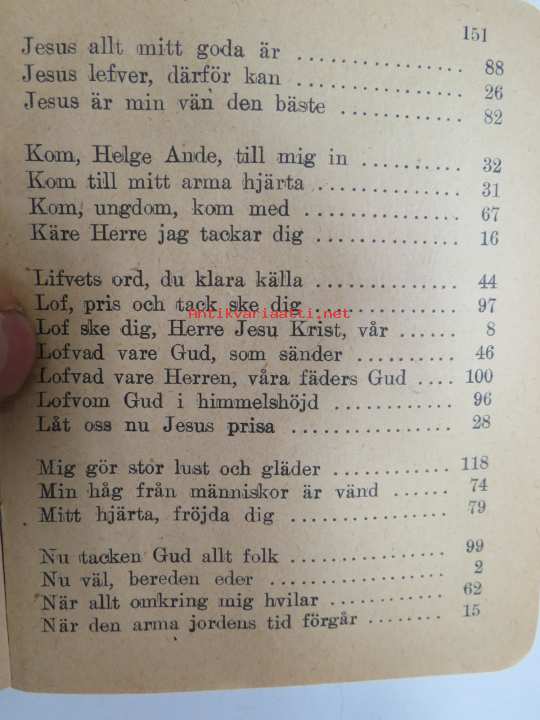 151
Jesus allt mitt goda är ................ 88
Jesus lefver, därför kan ................ 26
Jesus är min vän den bäste ............ 82
Kom, Helge Ande, till mig in .......... 32
Kom till mitt arma hjärta .............. 31
Kom, ungdom, kom med ............... 67
Käre Herre jag tackar dig .............. 16
Lifvets ord, du klara källa ............... 44
Lof, pris och tack ske dig ............... 97
Antikvariaatti.net
Lof ske dig, Herre Jesu Krist, vår ...... 8
Lofvad vare Gud, som sänder .......... 46
Lofvad vare Herren, våra fäders Gud .... 100
Lofvom Gud i himmelshöjd ............ 96
Låt oss nu Jesus prisa ................ 28
Mig gör stor lust och gläder ............ 118
Min håg från människor är vänd ...... 74
Mitt hjärta, fröjda dig ................ 79
Nu tacken Gud allt folk ................ 99
Nu väl, bereden eder .................. 2
När allt omkring mig hvilar ............ 62
När den arma jordens tid förgår ........ 15